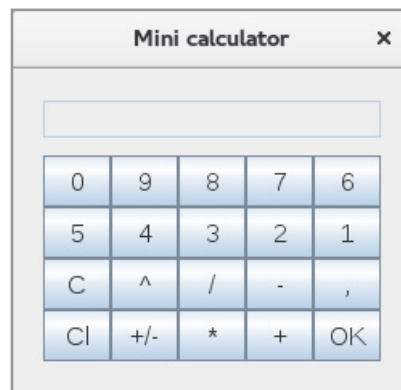 Mini calculator ×
0 9 8 7 6
5 4 3 2 1
C ^ / - ,
Cl +/- * + OK